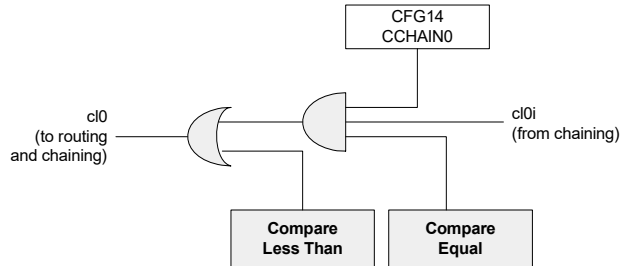 CFG14
CCHAIN0
cl0
(to routing
and chaining)
cl0i
(from chaining)
Compare
Less Than
Compare
Equal